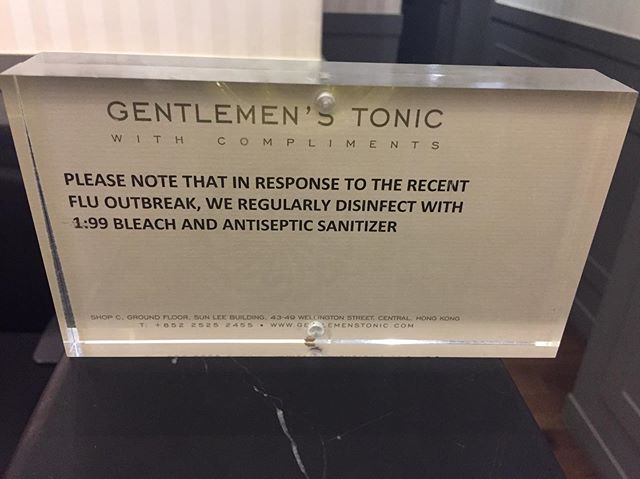 GENTLEMEN'S TONIC
WITH COMPLIMENTS
PLEASE NOTE THAT IN RESPONSE TO THE RECENT
FLU OUTBREAK, WE REGULARLY DISINFECT WITH
1:99 BLEACH AND ANTISEPTIC SANITIZER
SHOP C, GROUND FLOOR, SUN LEE BUILDING, 43-49 WELLINGTON STREET, CENTRAL, HONG KONG
T: +852 2525 2455 • WWW.GENTLEMENSTONIC.COM